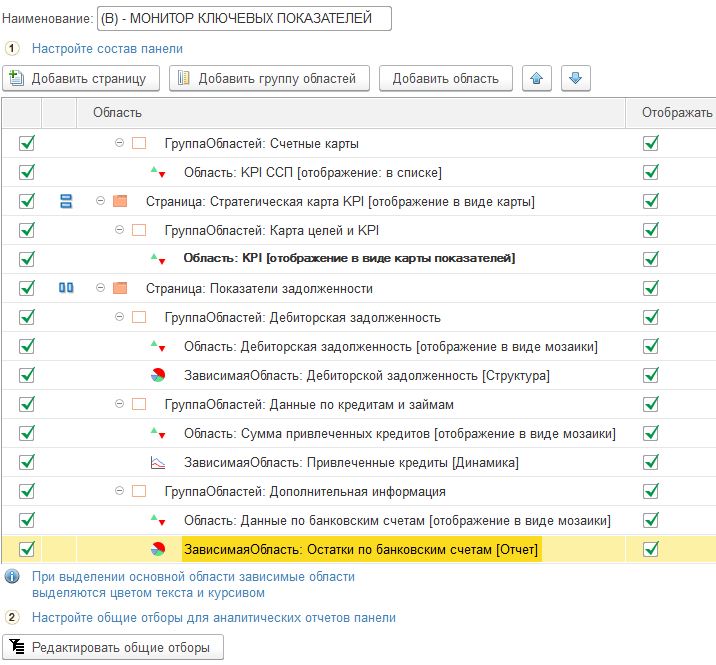 Наименование: (В) - МОНИТОР КЛЮЧЕВЫХ ПОКАЗАТЕЛЕЙ
1 Настройте состав панели
Добавить страницу Добавить группу областей Добавить область
Область Отображать
ГруппаОбластей: Счетные карты
Область: KPI ССП [отображение: в списке]
Страница: Стратегическая карта KPI [отображение в виде карты]
ГруппаОбластей: Карта целей и KPI
Область: KPI [отображение в виде карты показателей]
Страница: Показатели задолженности
ГруппаОбластей: Дебиторская задолженность
Область: Дебиторская задолженность [отображение в виде мозаики]
ЗависимаяОбласть: Дебиторской задолженность [Структура]
ГруппаОбластей: Данные по кредитам и займам
Область: Сумма привлеченных кредитов [отображение в виде мозаики]
ЗависимаяОбласть: Привлеченные кредиты [Динамика]
ГруппаОбластей: Дополнительная информация
Область: Данные по банковским счетам [отображение в виде мозаики]
ЗависимаяОбласть: Остатки по банковским счетам [Отчет]
При выделении основной области зависимые области
выделяются цветом текста и курсивом
2 Настройте общие отборы для аналитических отчетов панели
Редактировать общие отборы